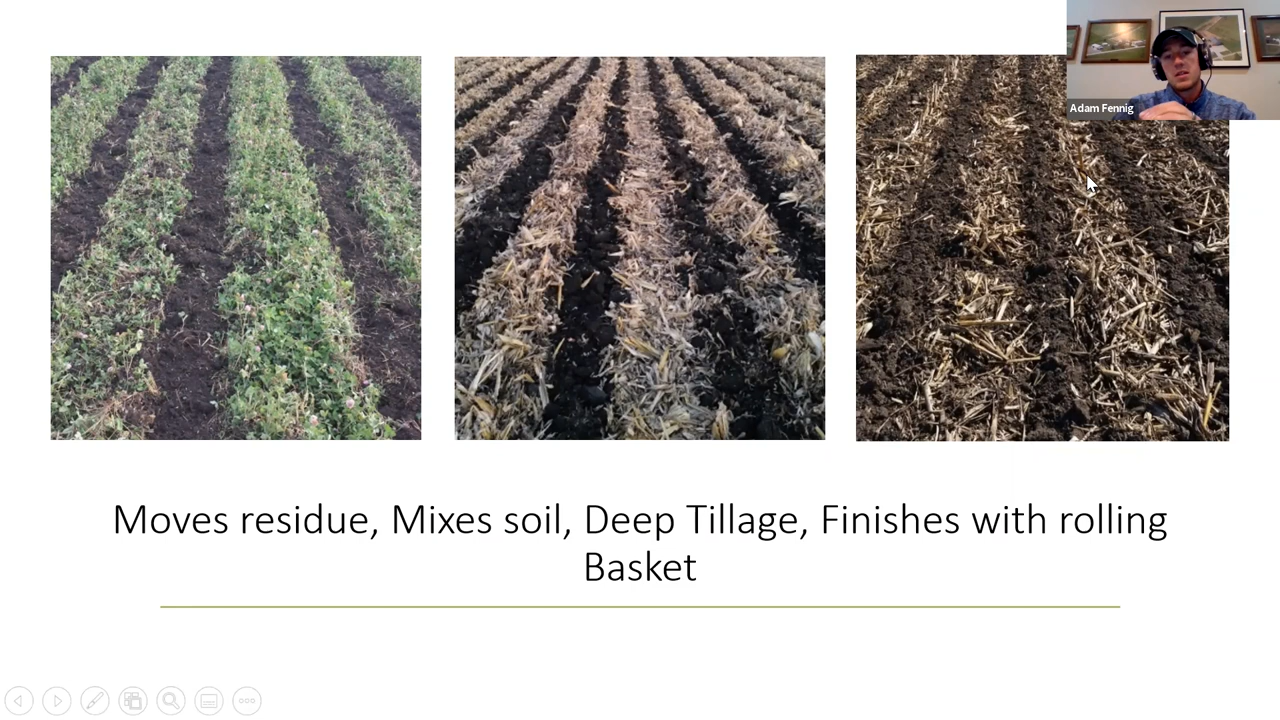 Adam Fennig
Moves residue, Mixes soil, Deep Tillage, Finishes with rolling
Basket